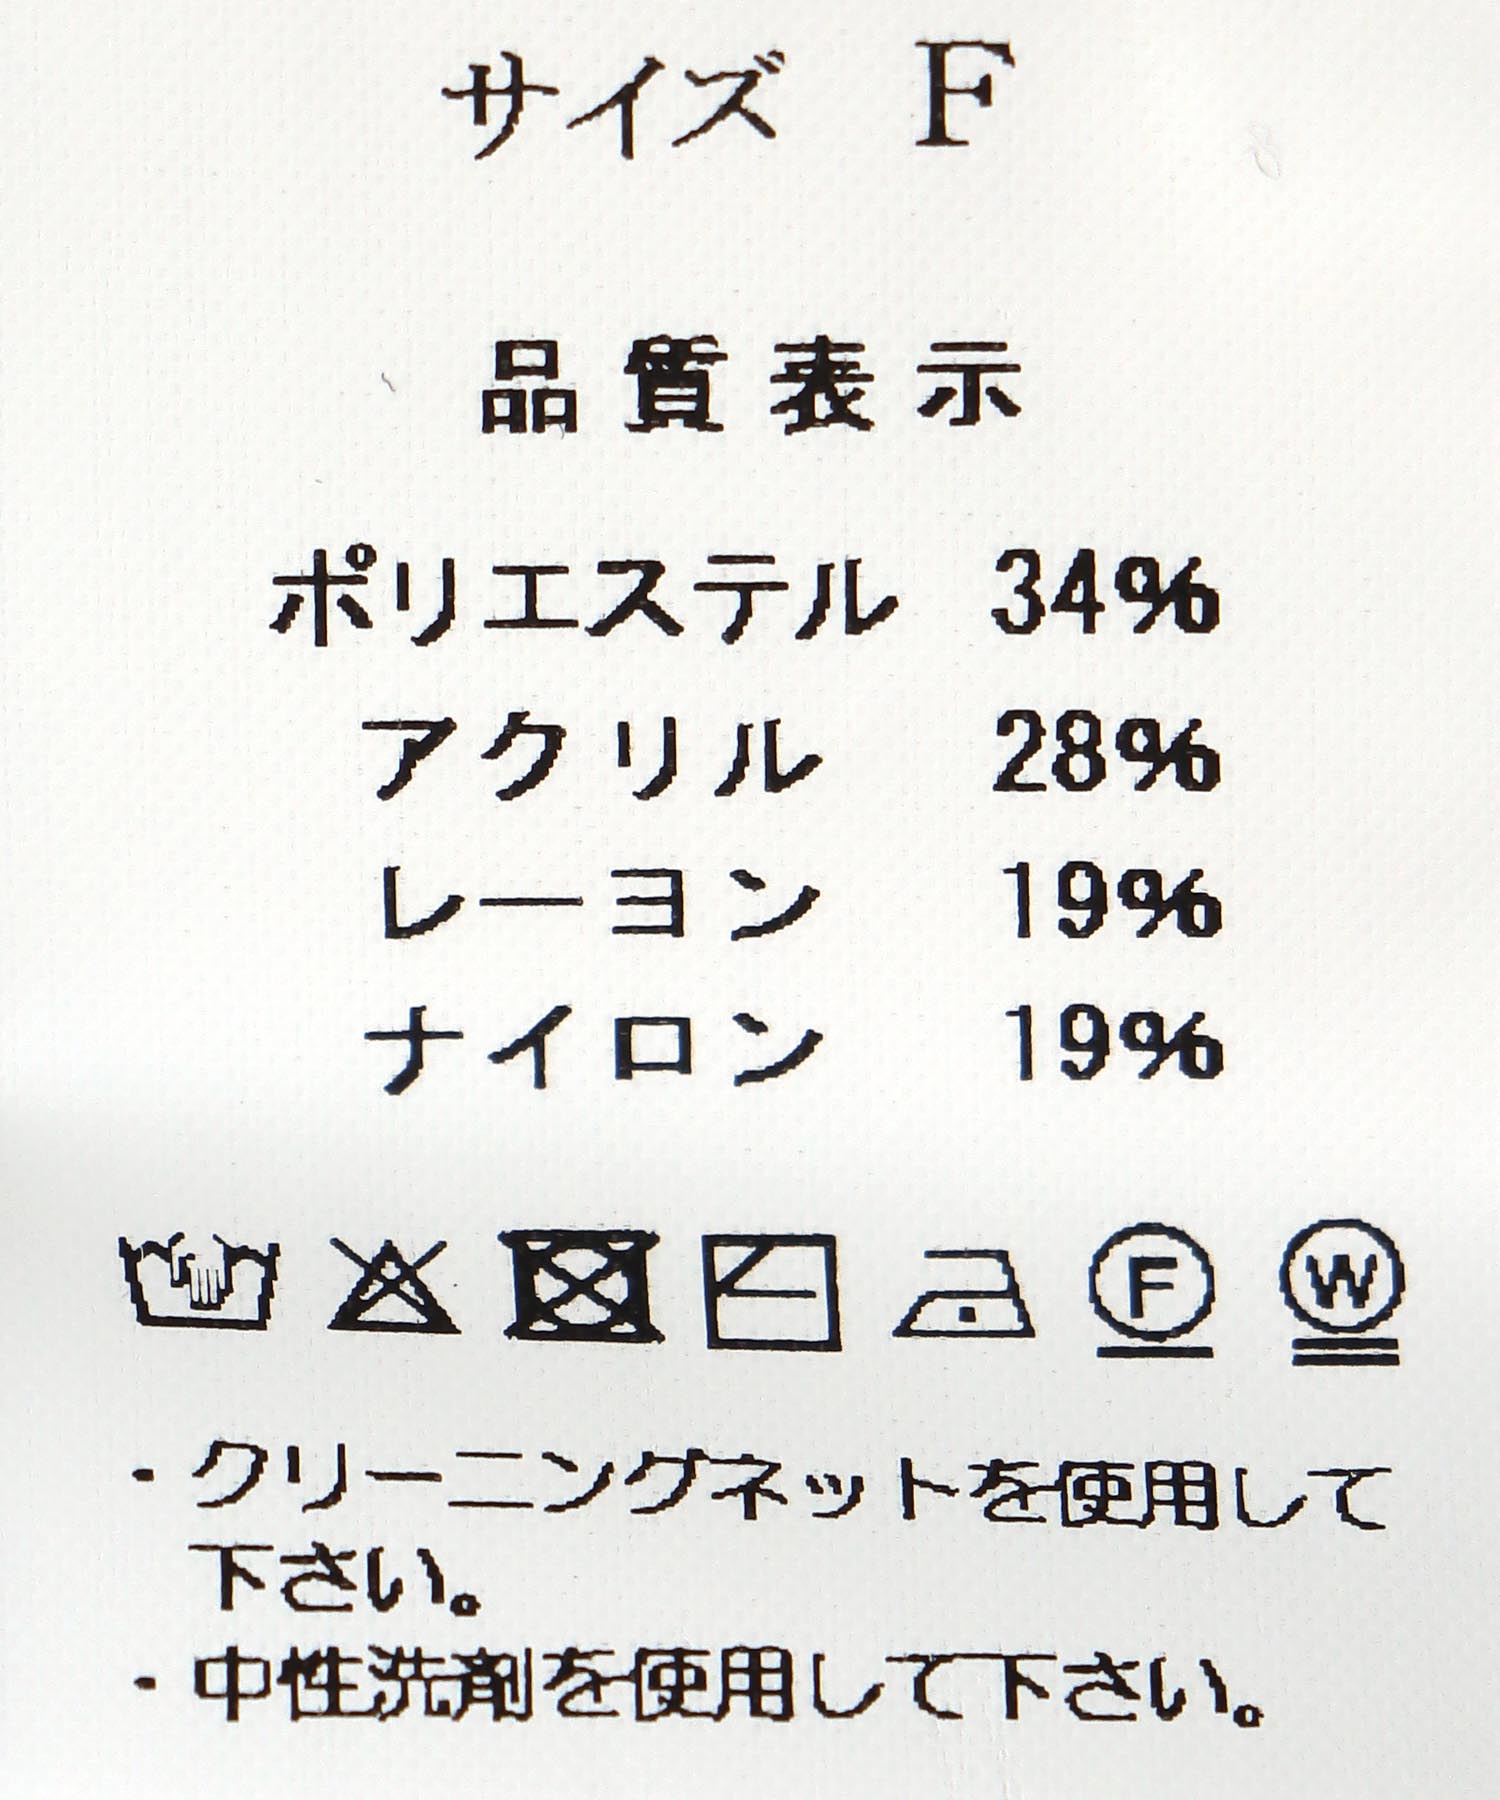 サイズ F
品質表示
ポリエステル 34%
アクリル 28%
レーヨン 19%
ナイロン 19%
F W
・クリーニングネットを使用して
下さい。
・中性洗剤を使用して下さい。